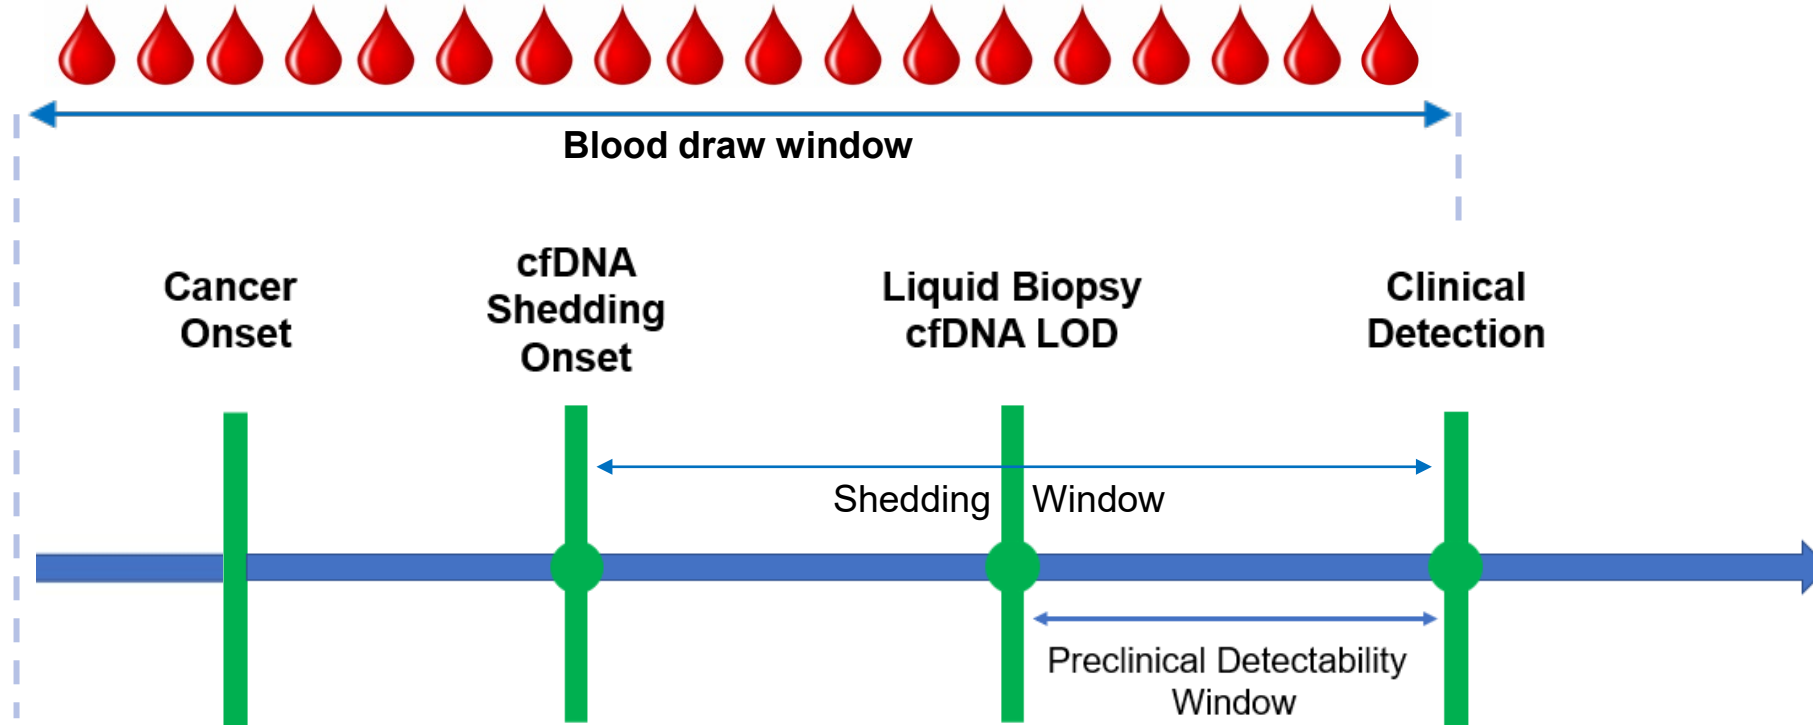 Blood draw window
Cancer
Onset
cfDNA
Shedding
Onset
Liquid Biopsy
cfDNA LOD
Clinical
Detection
Shedding Window
Preclinical Detectability
Window